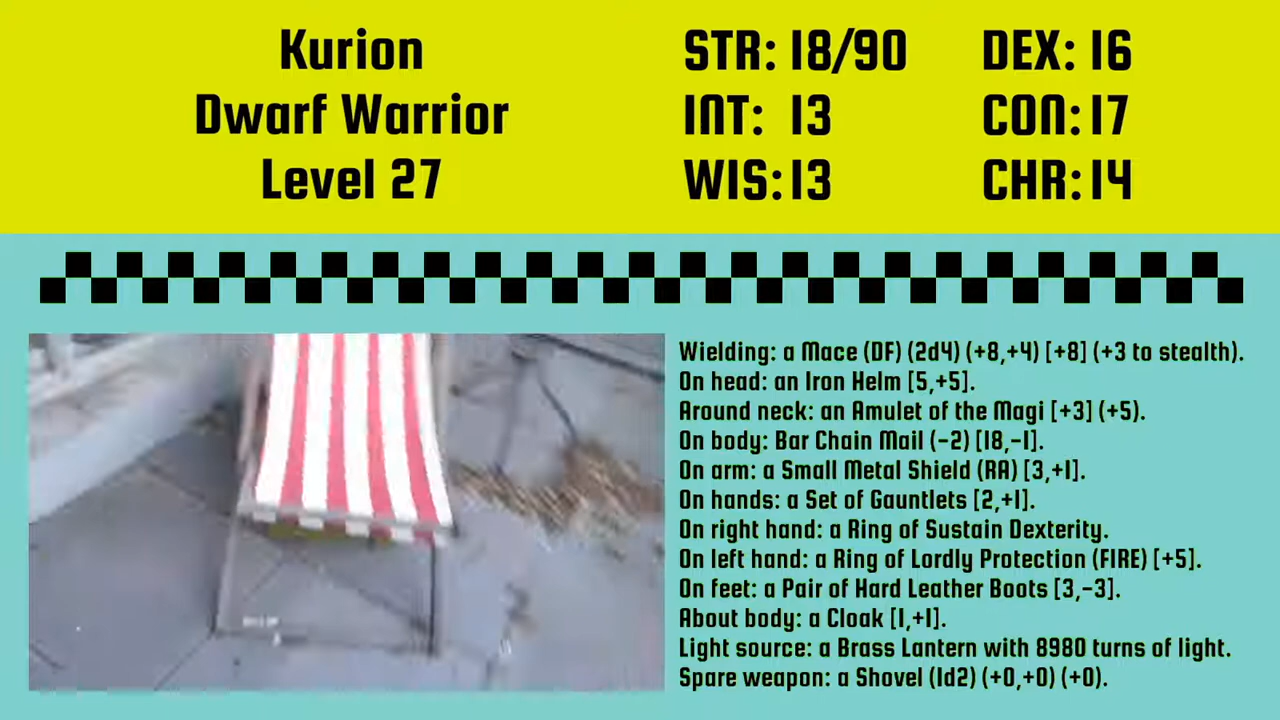 Kurion
Dwarf Warrior
Level 27
STR: 18/90
DEX: 16
INT: 13
CON: 17
WIS: 13
CHR: 14
Wielding: a Mace (DF) (2d4) (+8,+4) [+8] (+3 to stealth).
On head: an Iron Helm [5,+5].
Around neck: an Amulet of the Magi [+3] (+5).
On body: Bar Chain Mail (-2) [18,-1].
On arm: a Small Metal Shield (RA) [3,+1].
On hands: a Set of Gauntlets [2,+1].
On right hand: a Ring of Sustain Dexterity.
On left hand: a Ring of Lordly Protection (FIRE) [+5].
On feet: a Pair of Hard Leather Boots [3,-3].
About body: a Cloak [1,+1].
Light source: a Brass Lantern with 8980 turns of light.
Spare weapon: a Shovel (1d2) (+0,+0) (+0).